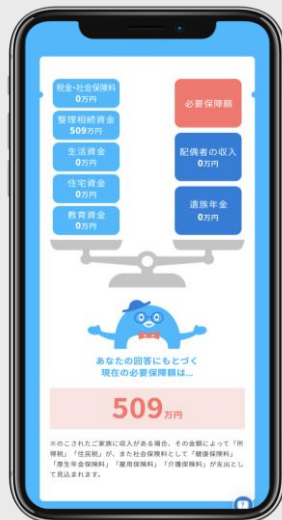 税金・社会保険料
0万円
整理相続資金
509万円
生活資金
0万円
住宅資金
0万円
教育資金
0万円
必要保障額
配偶者の収入
0万円
遺族年金
0万円
あなたの回答にもとづく
現在の必要保障額は...
509万円
※のこされたご家族に収入がある場合、その金額によって「所
得税」「住民税」が、また社会保険料として「健康保険料」
「厚生年金保険料」「雇用保険料」「介護保険料」が支出とし
て見込まれます。
?